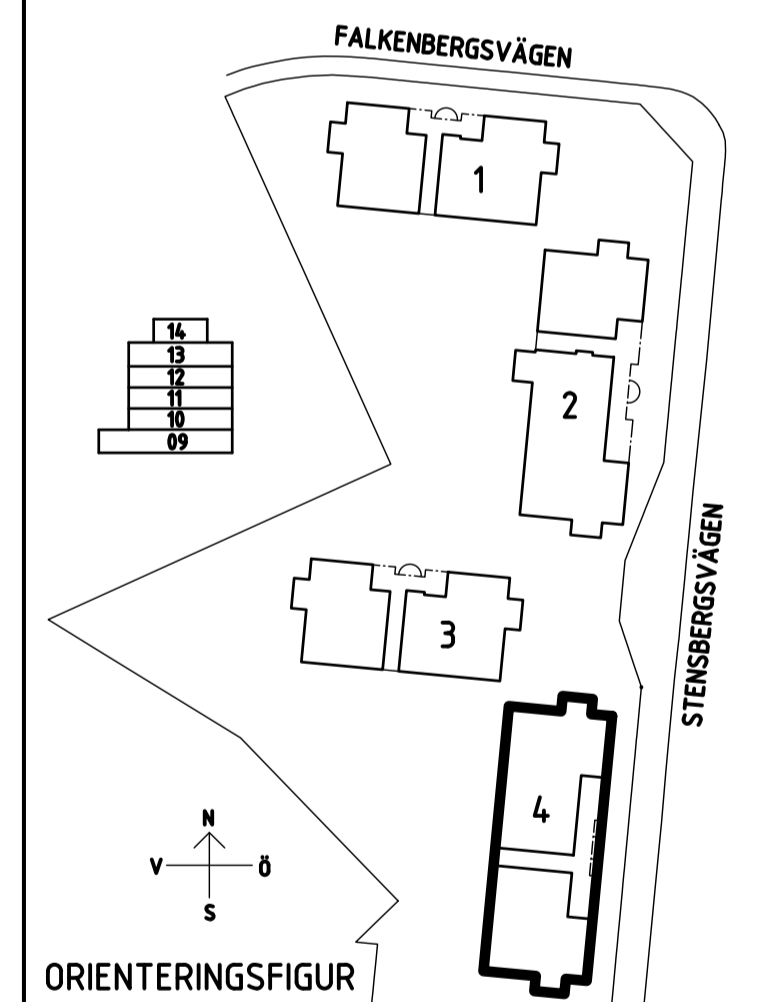 FALKENBERGSVÄGEN
1
14
13
12
11
10
09
2
STENSBERGSVÄGEN
3
4
N
V Ö
S
ORIENTERINGSFIGUR